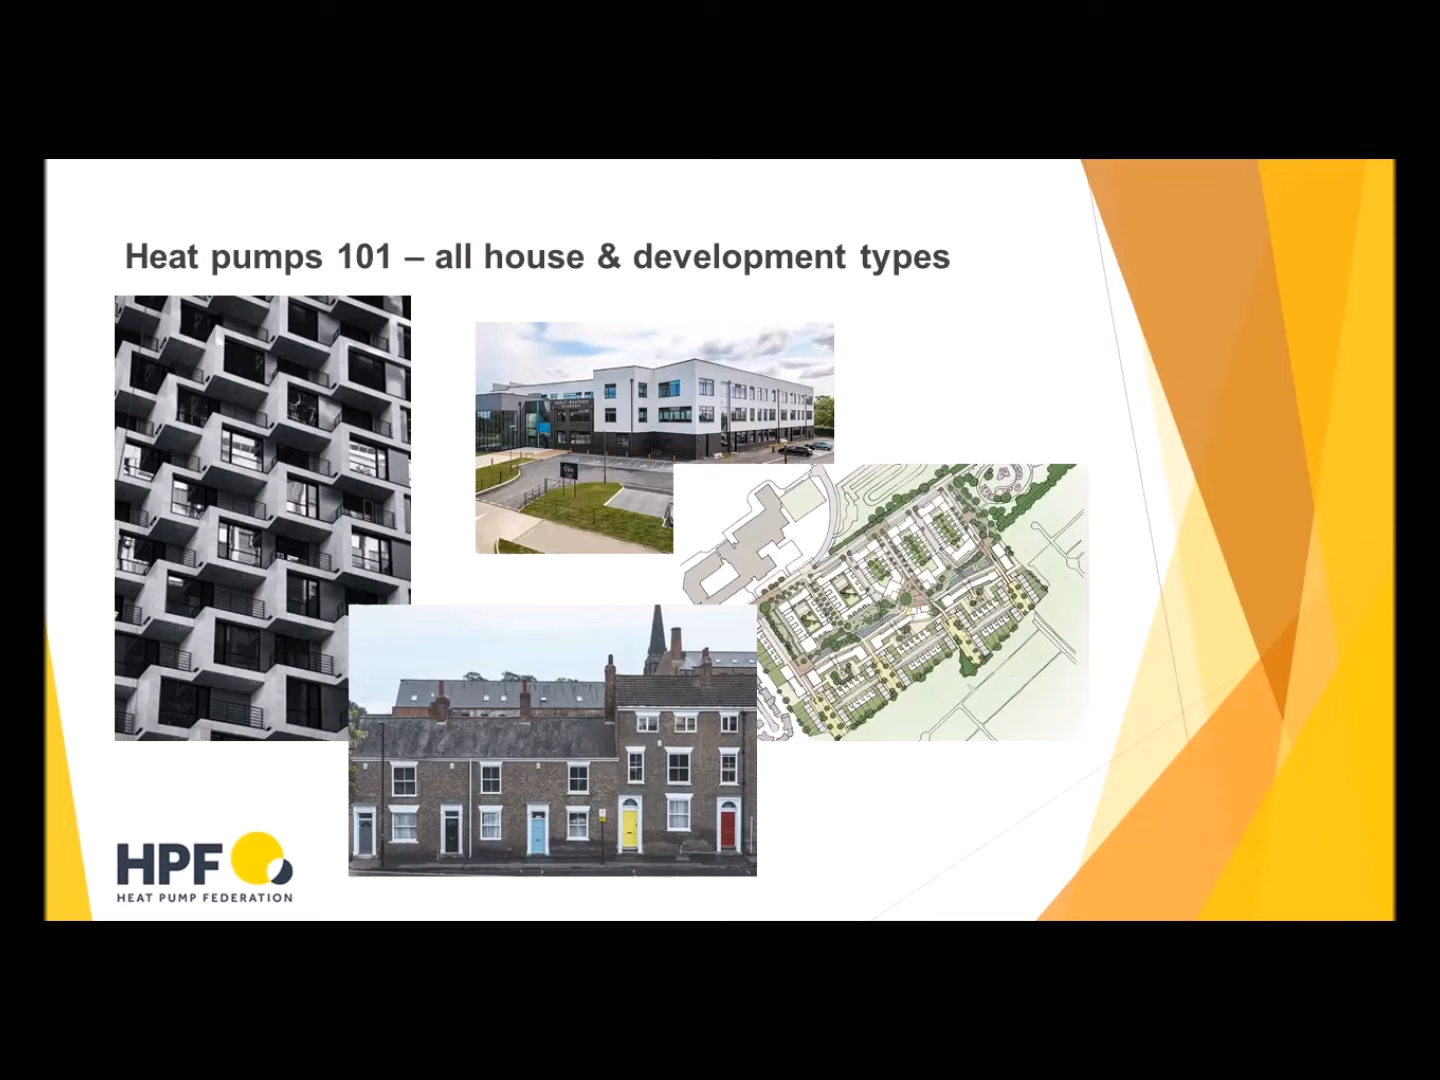 Heat pumps 101 – all house & development types
HPF
HEAT PUMP FEDERATION